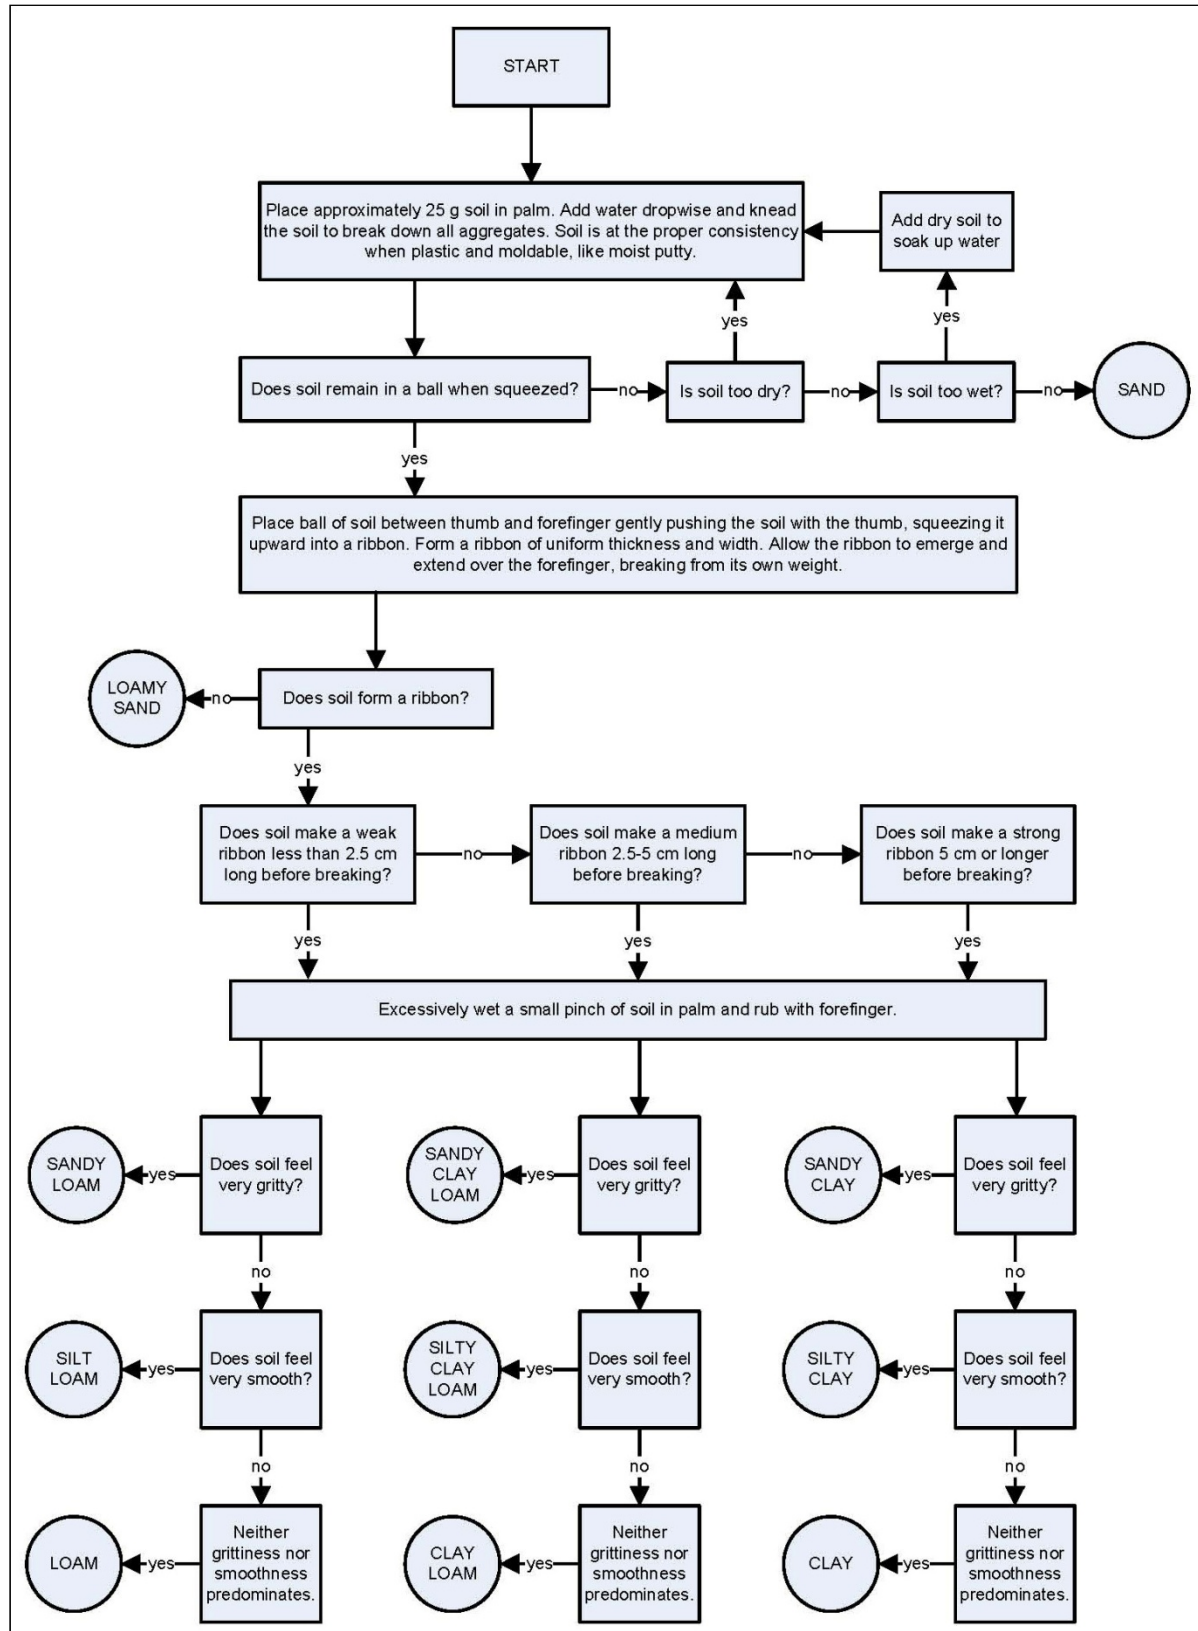 START
Place approximately 25 g soil in palm. Add water dropwise and knead
the soil to break down all aggregates. Soil is at the proper consistency
when plastic and moldable, like moist putty.
Add dry soil to
soak up water
yes
yes
Does soil remain in a ball when squeezed?
no
Is soil too dry?
no
Is soil too wet?
no
SAND
yes
Place ball of soil between thumb and forefinger gently pushing the soil with the thumb, squeezing it
upward into a ribbon. Form a ribbon of uniform thickness and width. Allow the ribbon to emerge and
extend over the forefinger, breaking from its own weight.
LOAMY
SAND
no
Does soil form a ribbon?
yes
Does soil make a weak
ribbon less than 2.5 cm
long before breaking?
no
Does soil make a medium
ribbon 2.5-5 cm long
before breaking?
no
Does soil make a strong
ribbon 5 cm or longer
before breaking?
yes
yes
yes
Excessively wet a small pinch of soil in palm and rub with forefinger.
SANDY
LOAM
yes
Does soil feel
very gritty?
SANDY
CLAY
LOAM
yes
Does soil feel
very gritty?
SANDY
CLAY
yes
Does soil feel
very gritty?
no
no
no
SILT
LOAM
yes
Does soil feel
very smooth?
SILTY
CLAY
LOAM
yes
Does soil feel
very smooth?
SILTY
CLAY
yes
Does soil feel
very smooth?
no
no
no
LOAM
yes
Neither
grittiness nor
smoothness
predominates.
CLAY
LOAM
yes
Neither
grittiness nor
smoothness
predominates.
CLAY
yes
Neither
grittiness nor
smoothness
predominates.